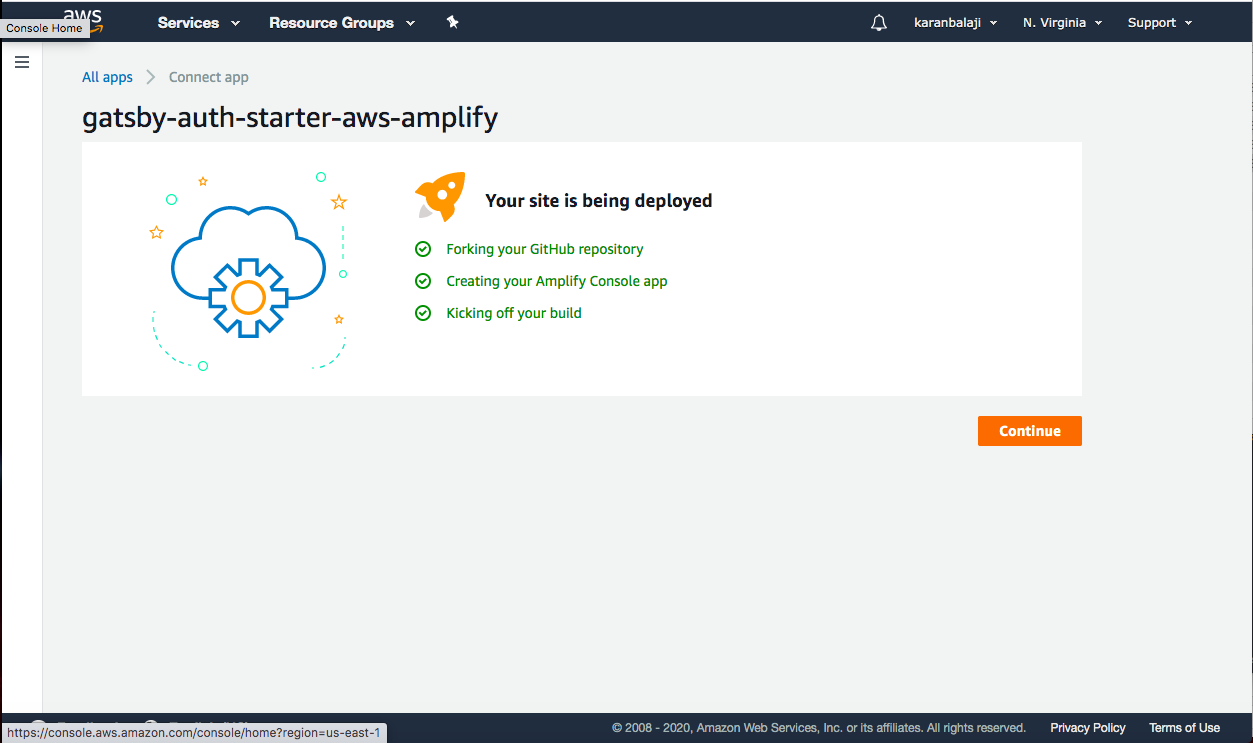 aws
Services
Resource Groups
karanbalaji
N. Virginia
Support
Console Home
All apps
Connect app
gatsby-auth-starter-aws-amplify
Your site is being deployed
Forking your GitHub repository
Creating your Amplify Console app
Kicking off your build
Continue
© 2008 - 2020, Amazon Web Services, Inc. or its affiliates. All rights reserved.
Privacy Policy
Terms of Use
https://console.aws.amazon.com/console/home?region=us-east-1